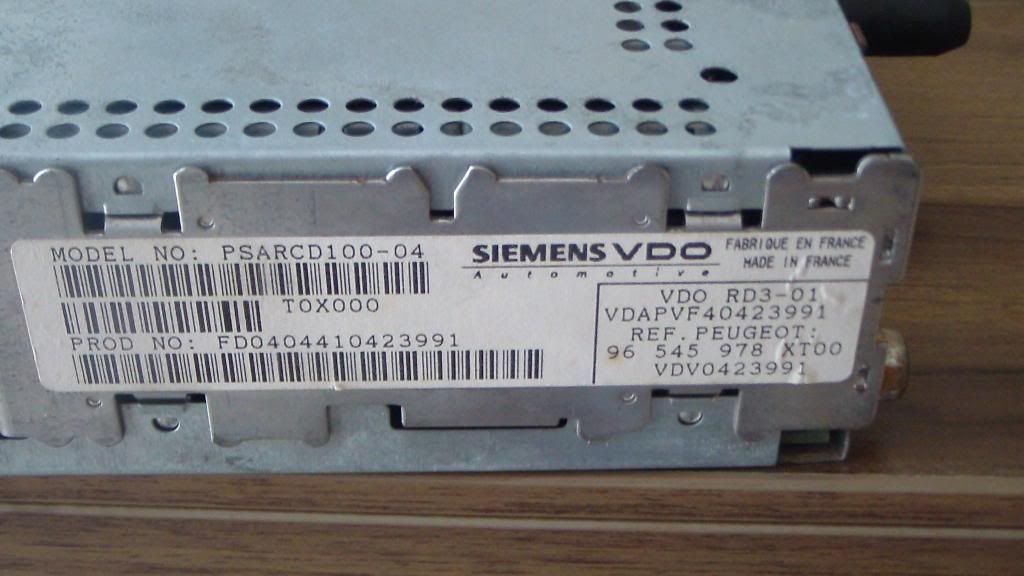 MODEL NO: PSARCD100-04
T0X000
PROD NO: FD0404410423991
SIEMENS VDO
Automotive
FABRIQUE EN FRANCE
MADE IN FRANCE
VDO RD3-01
VDAPVF40423991
REF.PEUGEOT:
96 545 978 XT00
VDV0423991